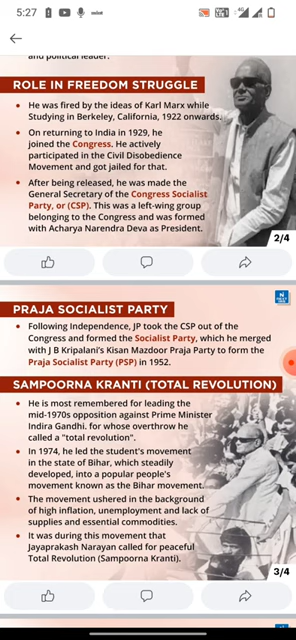 5:27
and political leader.
ROLE IN FREEDOM STRUGGLE
He was fired by the ideas of Karl Marx while
Studying in Berkeley, California, 1922 onwards.
On returning to India in 1929, he
joined the Congress. He actively
participated in the Civil Disobedience
Movement and got jailed for that.
After being released, he was made the
General Secretary of the Congress Socialist
Party, or (CSP). This was a left-wing group
belonging to the Congress and was formed
with Acharya Narendra Deva as President.
2/4
PRAJA SOCIALIST PARTY
Following Independence, JP took the CSP out of the
Congress and formed the Socialist Party, which he merged
with J B Kripalani's Kisan Mazdoor Praja Party to form the
Praja Socialist Party (PSP) in 1952.
SAMPOORNA KRANTI (TOTAL REVOLUTION)
He is most remembered for leading the
mid-1970s opposition against Prime Minister
Indira Gandhi. for whose overthrow he
called a "total revolution".
In 1974, he led the student's movement
in the state of Bihar, which steadily
developed, into a popular people's
movement known as the Bihar movement.
The movement ushered in the background
of high inflation, unemployment and lack of
supplies and essential commodities.
It was during this movement that
Jayaprakash Narayan called for peaceful
Total Revolution (Sampoorna Kranti).
3/4